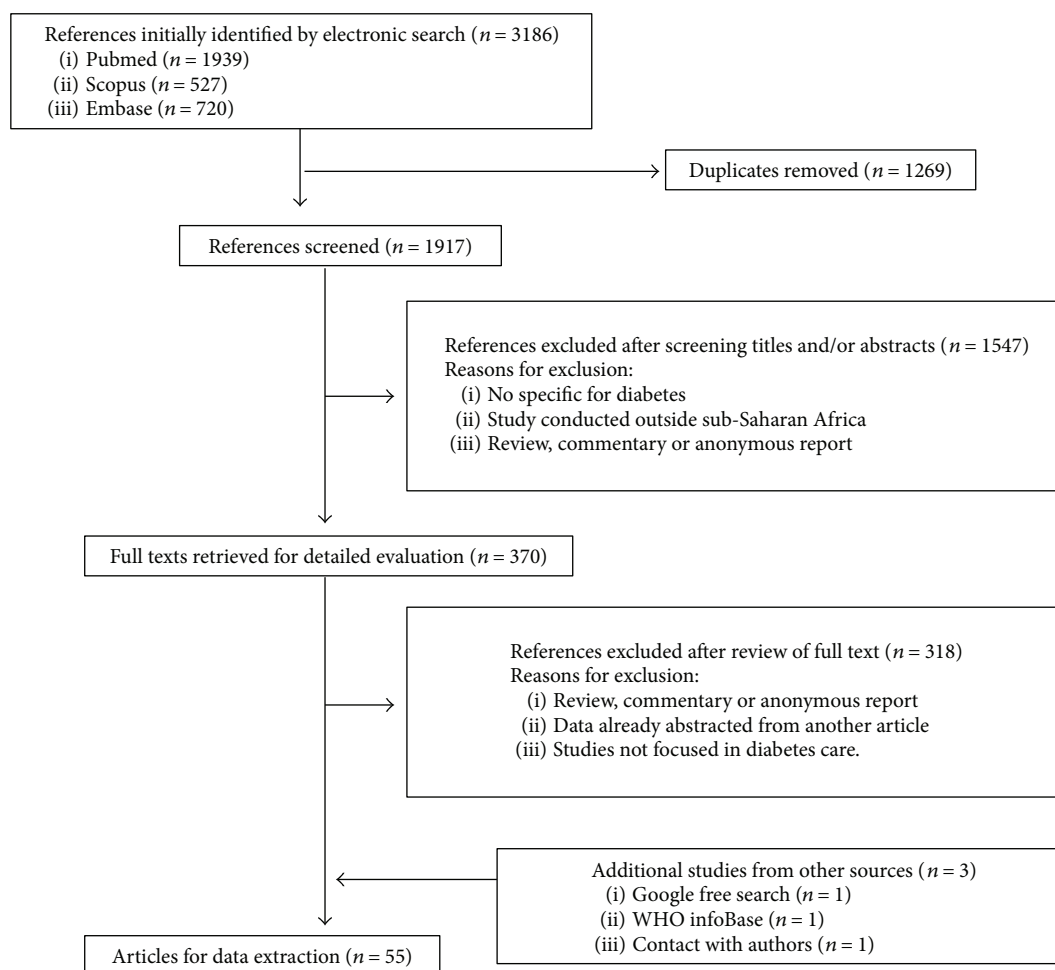 References initially identified by electronic search (n = 3186)
(i) Pubmed (n = 1939)
(ii) Scopus (n = 527)
(iii) Embase (n = 720)
Duplicates removed (n = 1269)
References screened (n = 1917)
References excluded after screening titles and/or abstracts (n = 1547)
Reasons for exclusion:
(i) No specific for diabetes
(ii) Study conducted outside sub-Saharan Africa
(iii) Review, commentary or anonymous report
Full texts retrieved for detailed evaluation (n = 370)
References excluded after review of full text (n = 318)
Reasons for exclusion:
(i) Review, commentary or anonymous report
(ii) Data already abstracted from another article
(iii) Studies not focused in diabetes care.
Additional studies from other sources (n = 3)
(i) Google free search (n = 1)
(ii) WHO infoBase (n = 1)
(iii) Contact with authors (n = 1)
Articles for data extraction (n = 55)